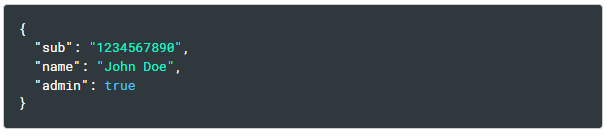 {
  "sub": "1234567890",
  "name": "John Doe",
  "admin": true
}